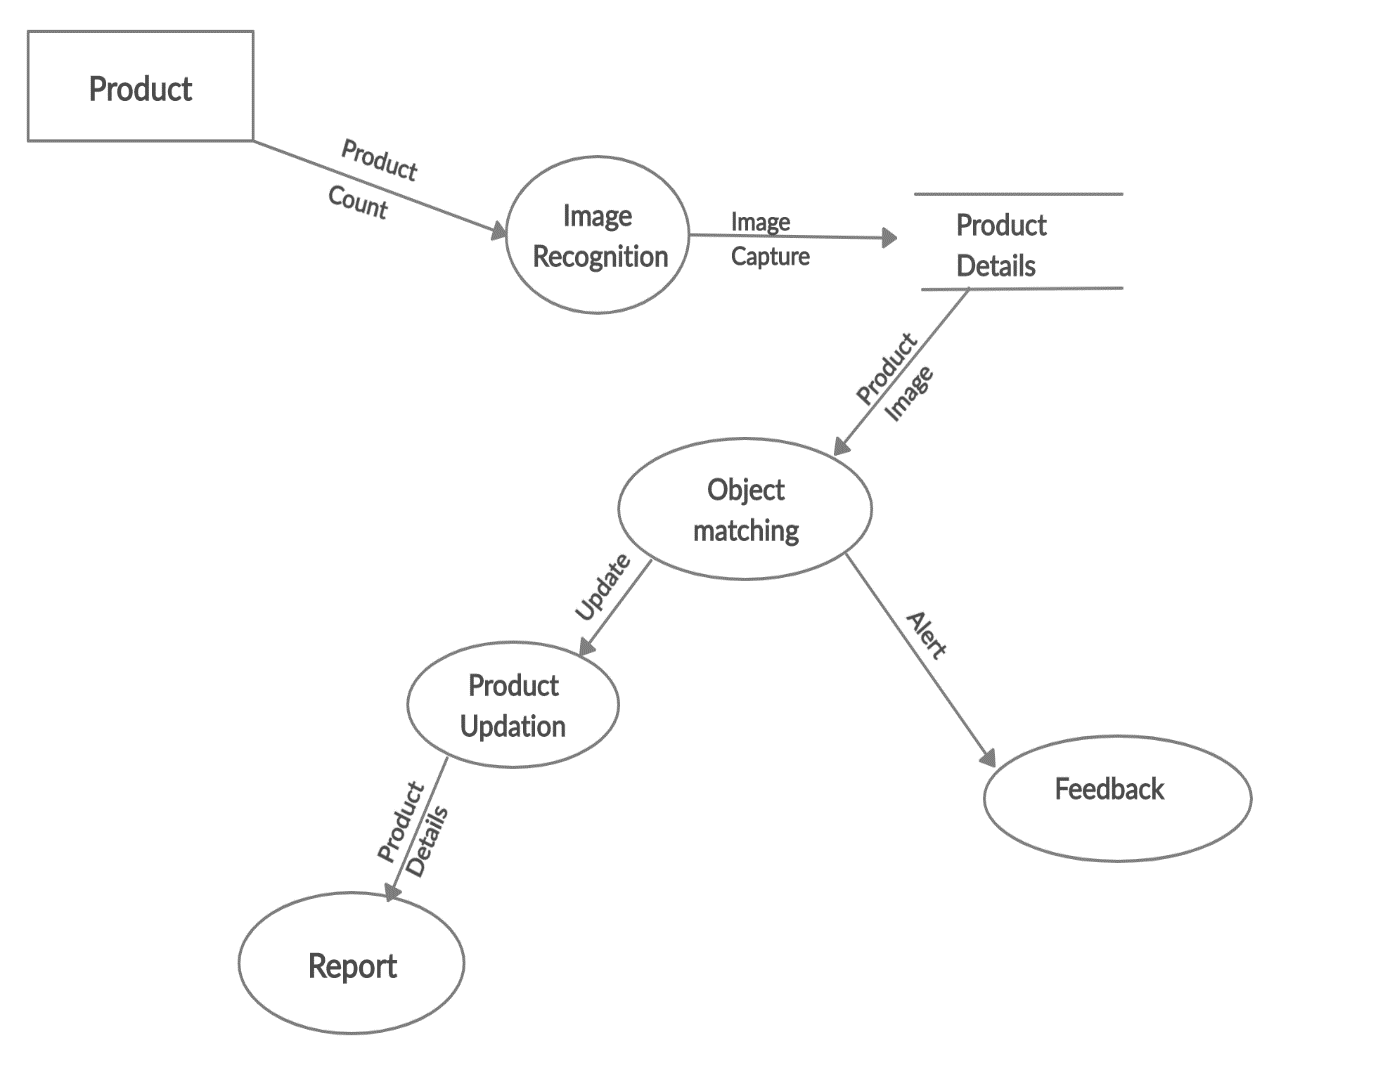 Product
Product
Count
Image
Recognition
Image
Capture
Product
Details
Product
Image
Object
matching
Update
Alert
Product
Updation
Feedback
Product
Details
Report